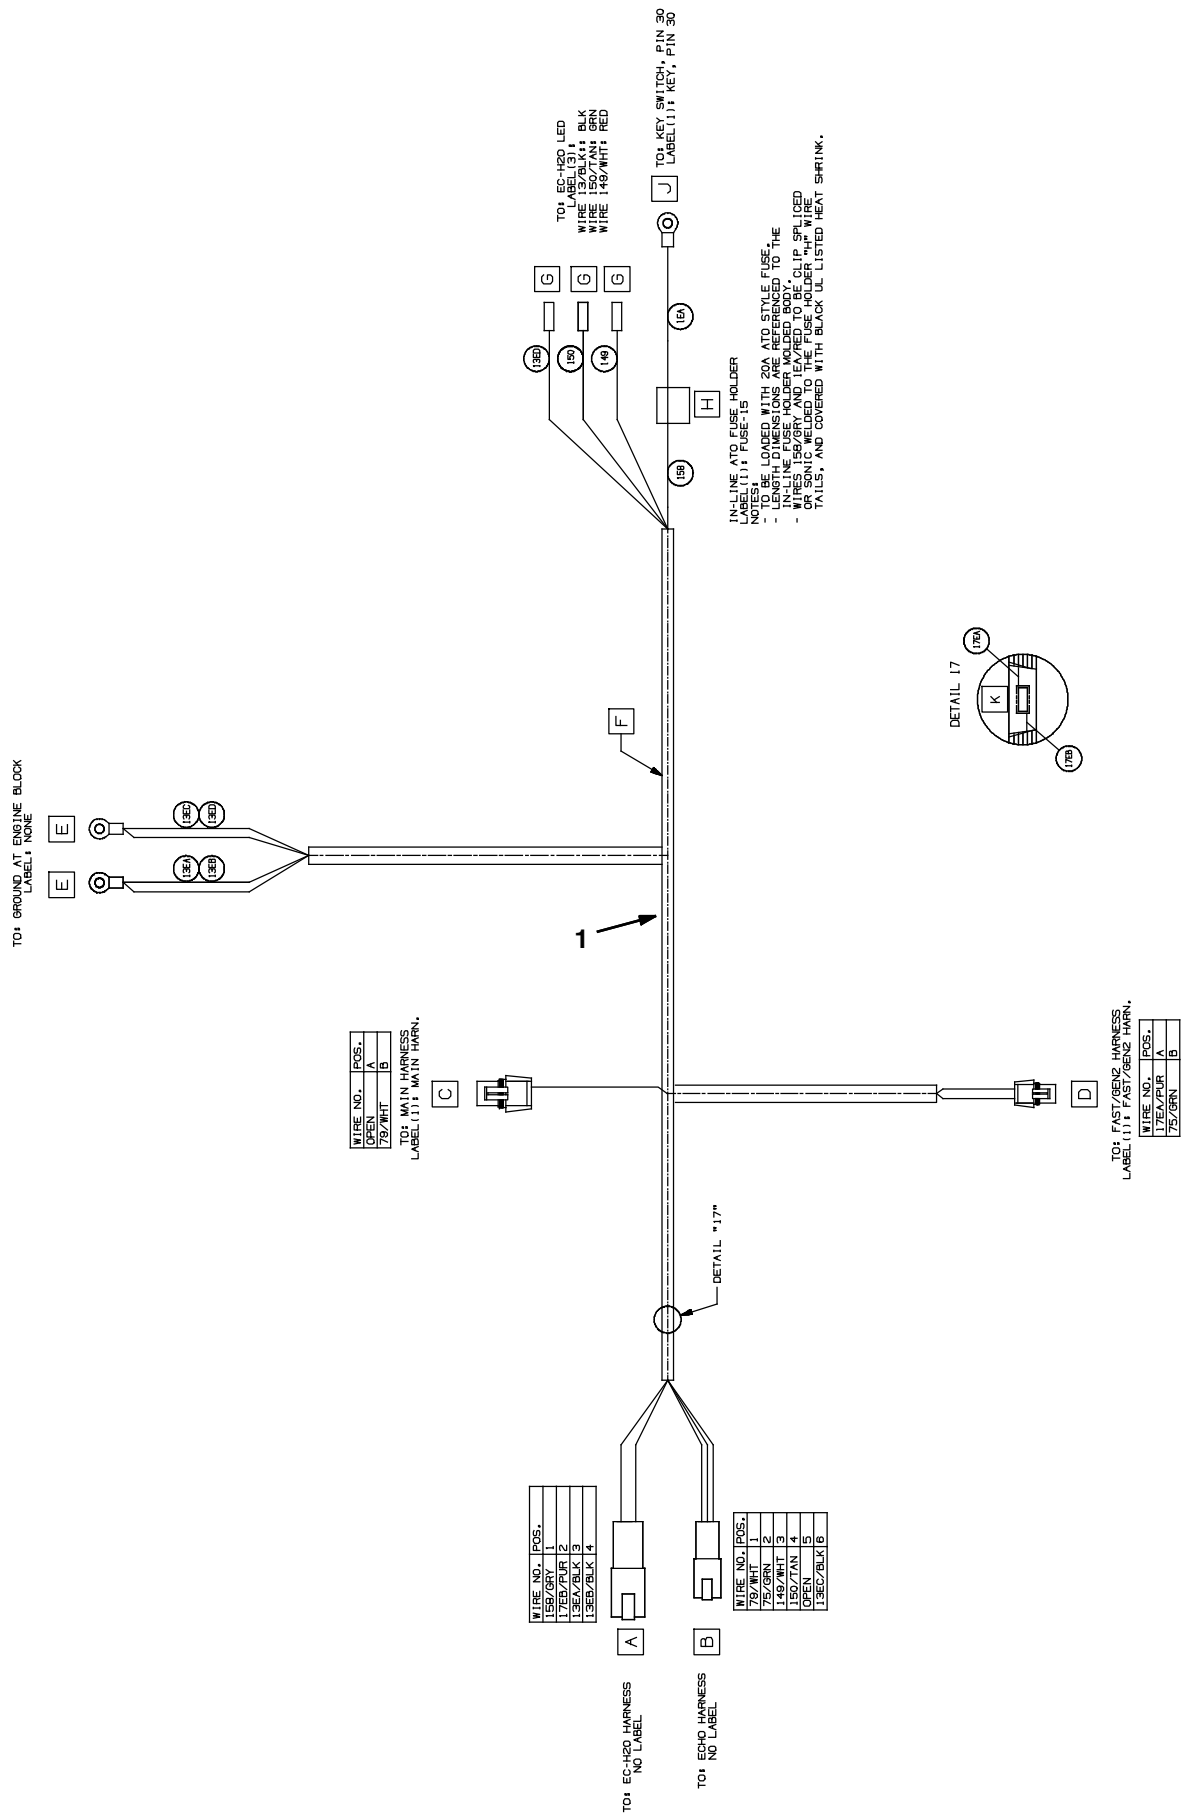 TO: GROUND AT ENGINE BLOCK
LABEL: NONE
E
E
13EA
13EB
13EC
13ED
WIRE NO. POS.
OPEN A
79/WHT B
TO: MAIN HARNESS
LABEL(1): MAIN HARN.
C
TO: EC-H2O LED
LABEL(3):
WIRE 13/BLK:: BLK
WIRE 150/TAN: GRN
WIRE 149/WHT: RED
G
G
G
13ED
150
149
TO: KEY SWITCH, PIN 30
LABEL(1): KEY, PIN 30
J
1EA
H
15B
IN-LINE ATO FUSE HOLDER
LABEL(1): FUSE-15
NOTES:
- TO BE LOADED WITH 20A ATO STYLE FUSE.
- LENGTH DIMENSIONS ARE REFERENCED TO THE
IN-LINE FUSE HOLDER MOLDED BODY.
- WIRES 15B/GRY AND 1EA/RED TO BE CLIP SPLICED
OR SONIC WELDED TO THE FUSE HOLDER "H" WIRE
TAILS, AND COVERED WITH BLACK UL LISTED HEAT SHRINK.
F
1
WIRE NO. POS.
15B/GRY 1
17EB/PUR 2
13EA/BLK 3
13EB/BLK 4
A
TO: EC-H2O HARNESS
NO LABEL
B
TO: ECHO HARNESS
NO LABEL
WIRE NO. POS.
79/WHT 1
75/GRN 2
149/WHT 3
150/TAN 4
OPEN 5
13EC/BLK 6
DETAIL "17"
D
TO: FAST/GEN2 HARNESS
LABEL(1): FAST/GEN2 HARN.
WIRE NO. POS.
17EA/PUR A
75/GRN B
DETAIL 17
K
17EB
17EA